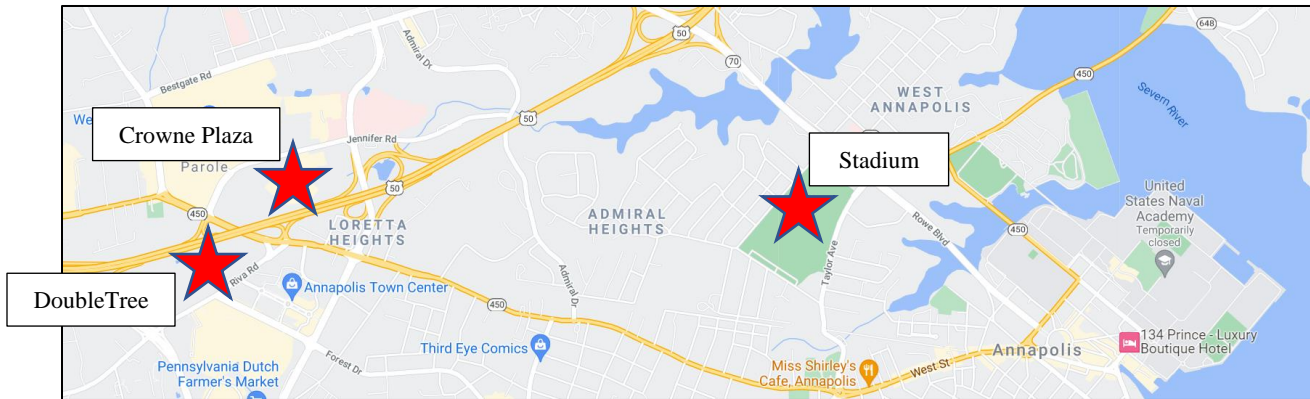 648
50
Admiral Dr
450
70
Bestgate Rd
WEST
ANNAPOLIS
Severn River
We
Crowne Plaza
50
Jennifer Rd
Parole
Stadium
50
United
States Naval
Academy
Temporarily
closed
450
LORETTA
HEIGHTS
ADMIRAL
HEIGHTS
Rowe Blvd
450
Taylor Ave
DoubleTree
Riva Rd
Annapolis Town Center
Admiral Dr
450
Third Eye Comics
134 Prince - Luxury
Boutique Hotel
Annapolis
Forest Dr
Pennsylvania Dutch
Farmer's Market
Miss Shirley's
Cafe, Annapolis
West St